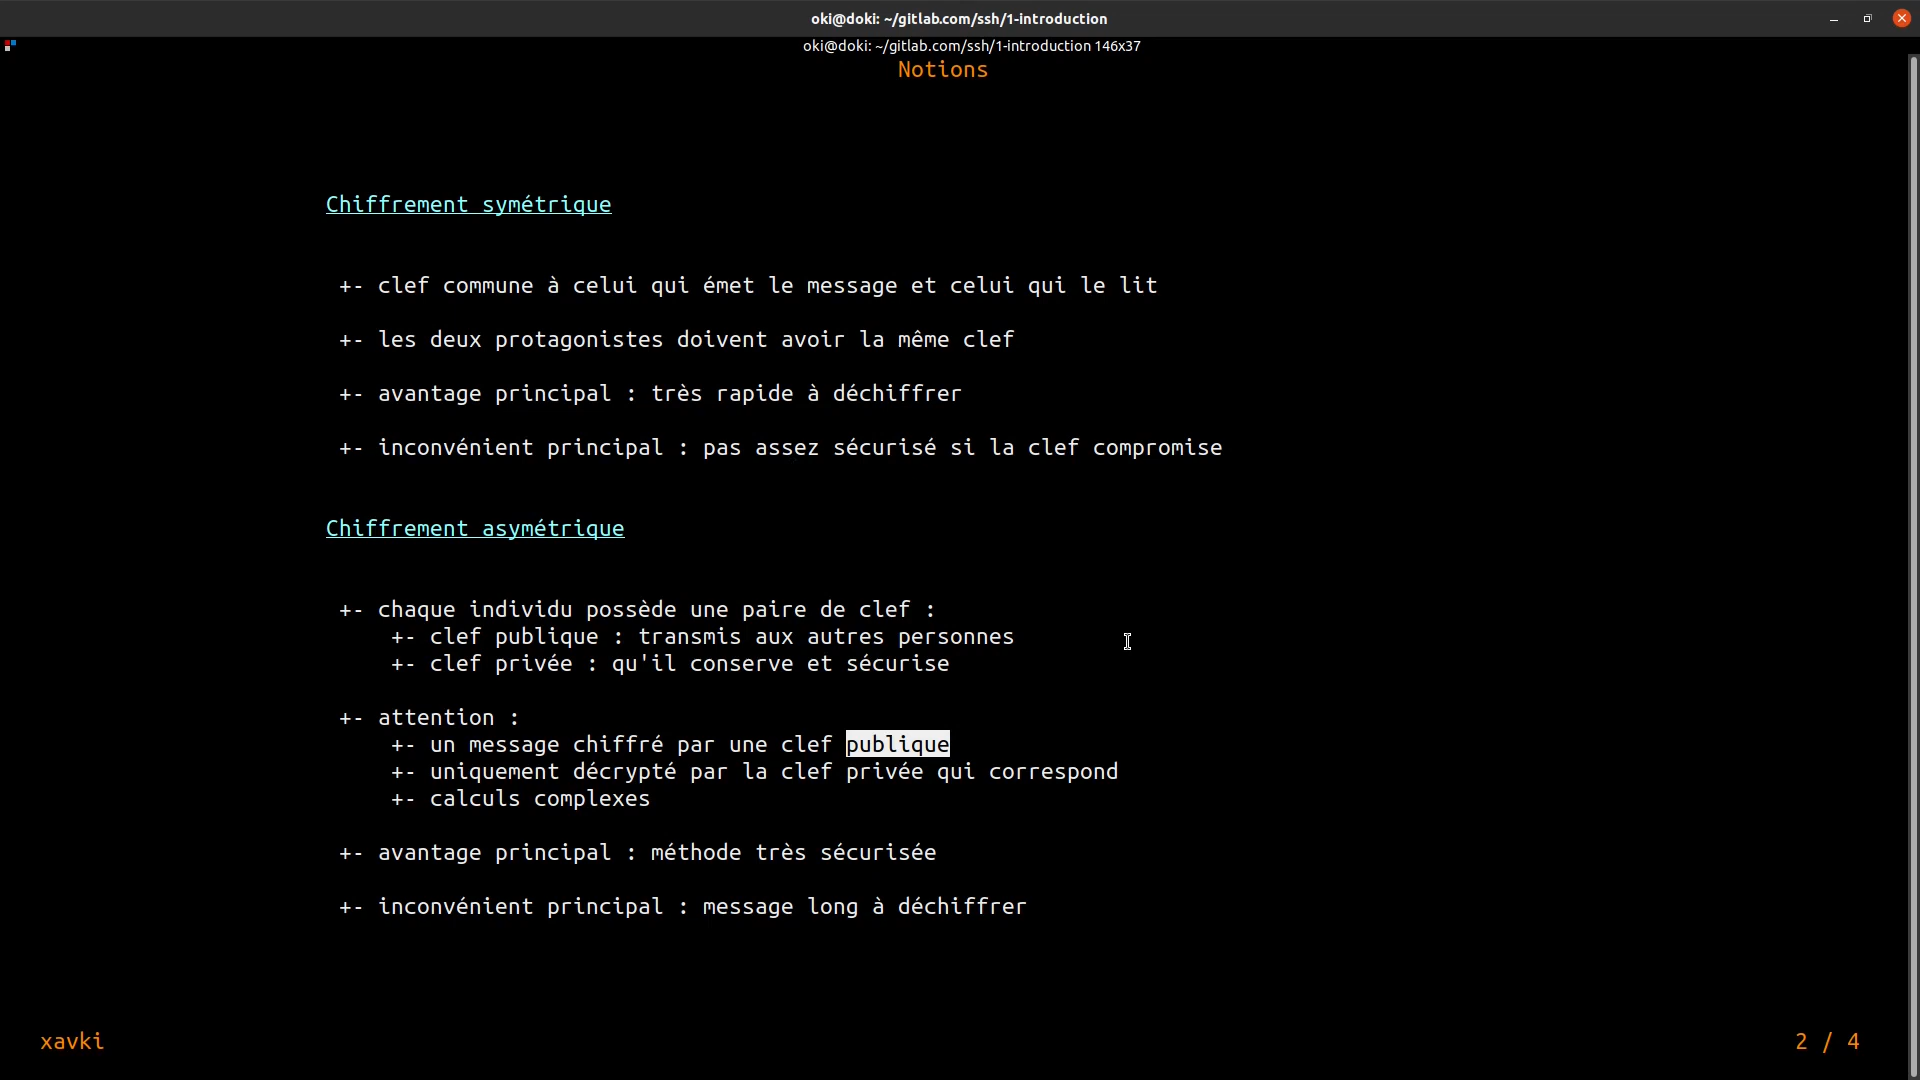 oki@doki: ~/gitlab.com/ssh/1-introduction
oki@doki: ~/gitlab.com/ssh/1-introduction 146x37
Notions
Chiffrement symétrique
+- clef commune à celui qui émet le message et celui qui le lit
+- les deux protagonistes doivent avoir la même clef
+- avantage principal : très rapide à déchiffrer
+- inconvénient principal : pas assez sécurisé si la clef compromise
Chiffrement asymétrique
+- chaque individu possède une paire de clef :
+- clef publique : transmis aux autres personnes
+- clef privée : qu'il conserve et sécurise
+- attention :
+- un message chiffré par une clef publique
+- uniquement décrypté par la clef privée qui correspond
+- calculs complexes
+- avantage principal : méthode très sécurisée
+- inconvénient principal : message long à déchiffrer
xavki
2 / 4